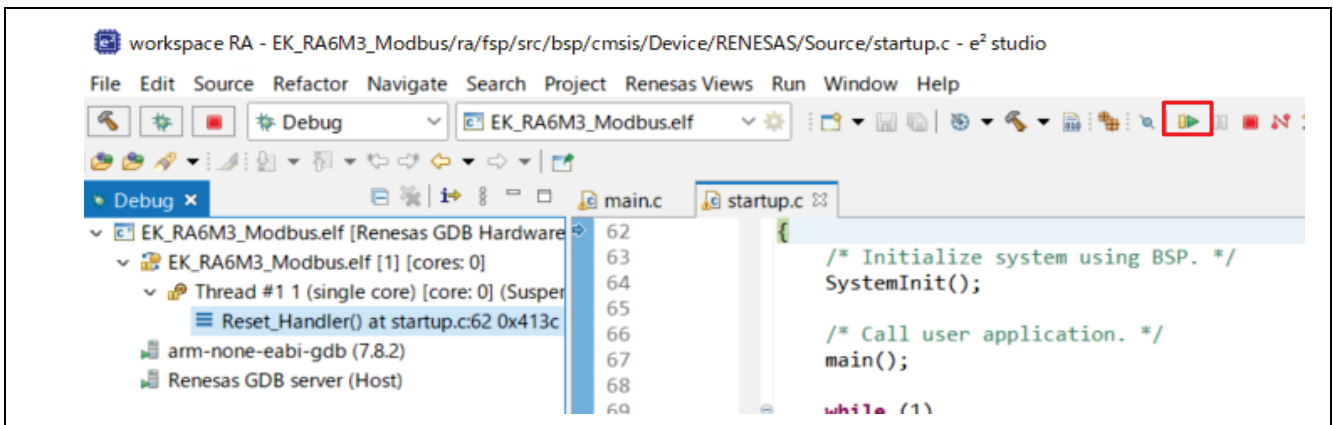 workspace RA - EK_RA6M3_Modbus/ra/fsp/src/bsp/cmsis/Device/RENESAS/Source/startup.c - e² studio
File Edit Source Refactor Navigate Search Project Renesas Views Run Window Help
Debug EK_RA6M3_Modbus.elf
Debug main.c startup.c
EK_RA6M3_Modbus.elf [Renesas GDB Hardware
EK_RA6M3_Modbus.elf [1] [cores: 0]
Thread #1 1 (single core) [core: 0] (Susper
Reset_Handler() at startup.c:62 0x413c
arm-none-eabi-gdb (7.8.2)
Renesas GDB server (Host)
62 {
63 /* Initialize system using BSP. */
64 SystemInit();
65
66 /* Call user application. */
67 main();
68
69 while (1)